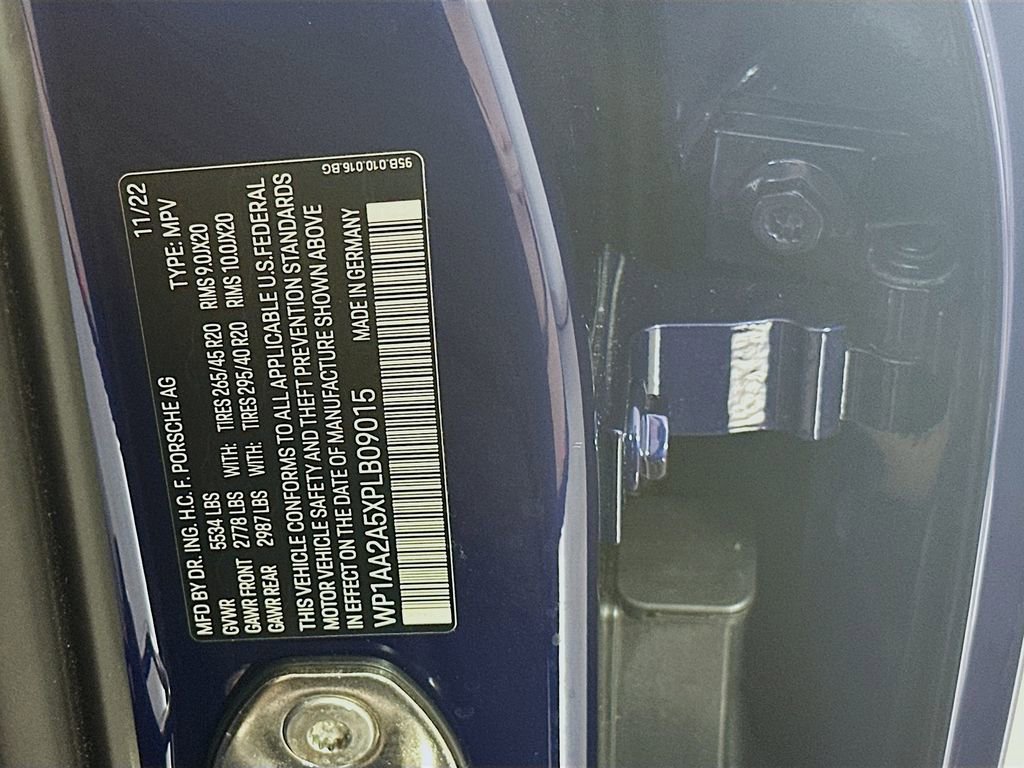 MFD BY DR. ING. H.C. F. PORSCHE AG 11/22
GVWR 5534 LBS TYPE: MPV
GAWR FRONT 2778 LBS WITH: TIRES 265/45 R20 RIMS 9.0JX20
GAWR REAR 2987 LBS WITH: TIRES 295/40 R20 RIMS 10.0JX20
THIS VEHICLE CONFORMS TO ALL APPLICABLE U.S. FEDERAL
MOTOR VEHICLE SAFETY AND THEFT PREVENTION STANDARDS
IN EFFECT ON THE DATE OF MANUFACTURE SHOWN ABOVE
WP1AA2A5XPLB09015 MADE IN GERMANY
95B.010.016.BG